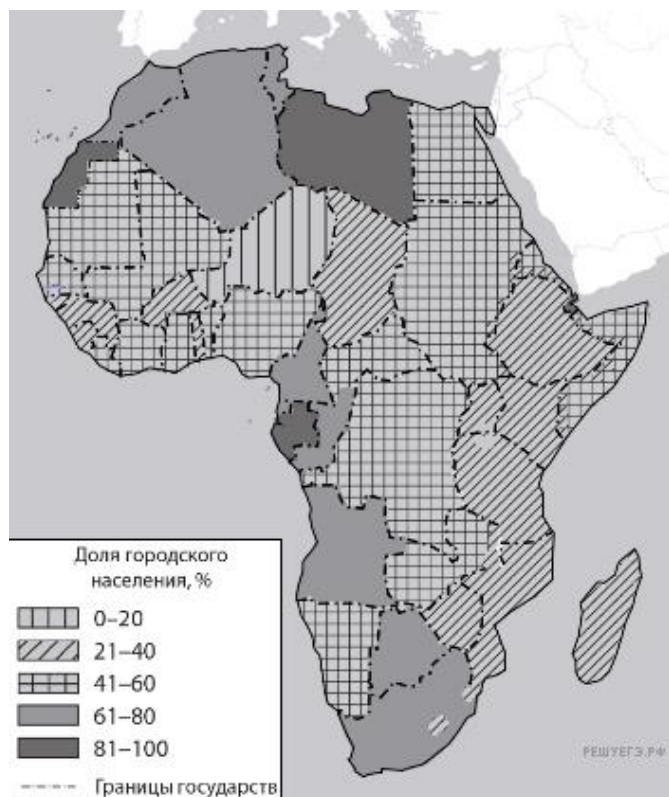 Доля городского
населения, %
0–20
21–40
41–60
61–80
81–100
Границы государств
РЕШУЕГЭ.РФ